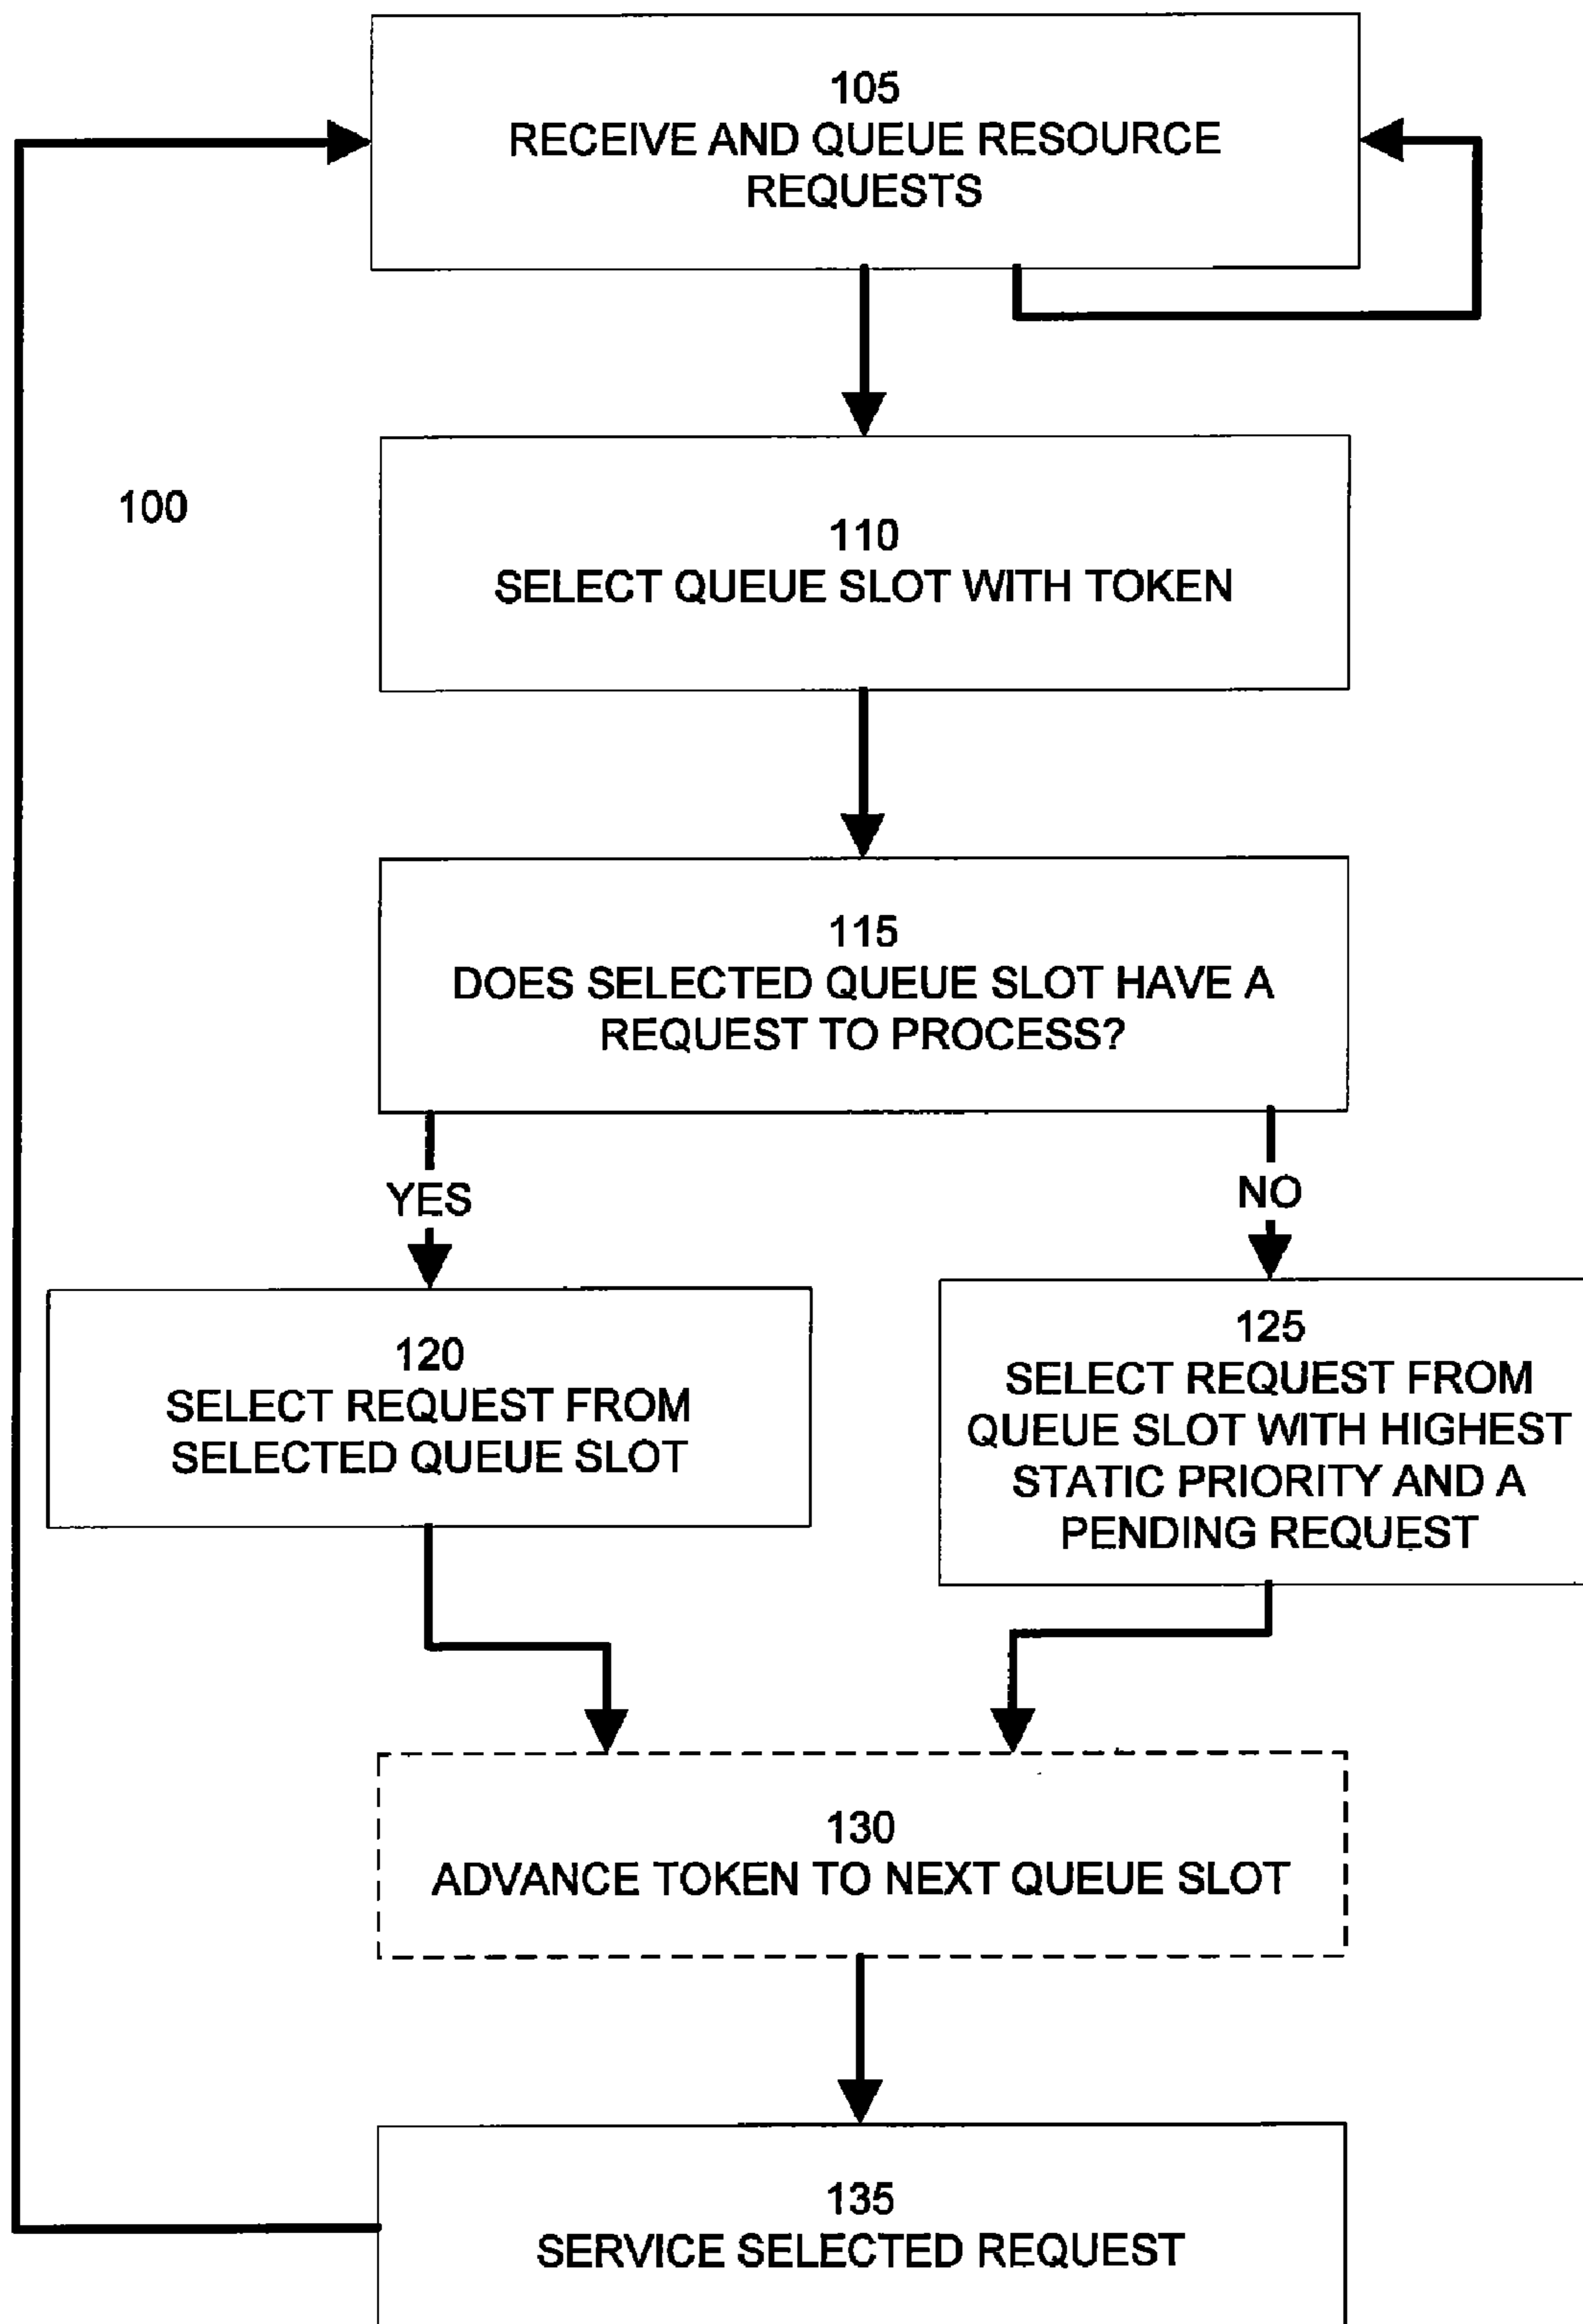 105
RECEIVE AND QUEUE RESOURCE
REQUESTS
100
110
SELECT QUEUE SLOT WITH TOKEN
115
DOES SELECTED QUEUE SLOT HAVE A
REQUEST TO PROCESS?
YES
NO
120
SELECT REQUEST FROM
SELECTED QUEUE SLOT
125
SELECT REQUEST FROM
QUEUE SLOT WITH HIGHEST
STATIC PRIORITY AND A
PENDING REQUEST
130
ADVANCE TOKEN TO NEXT QUEUE SLOT
135
SERVICE SELECTED REQUEST